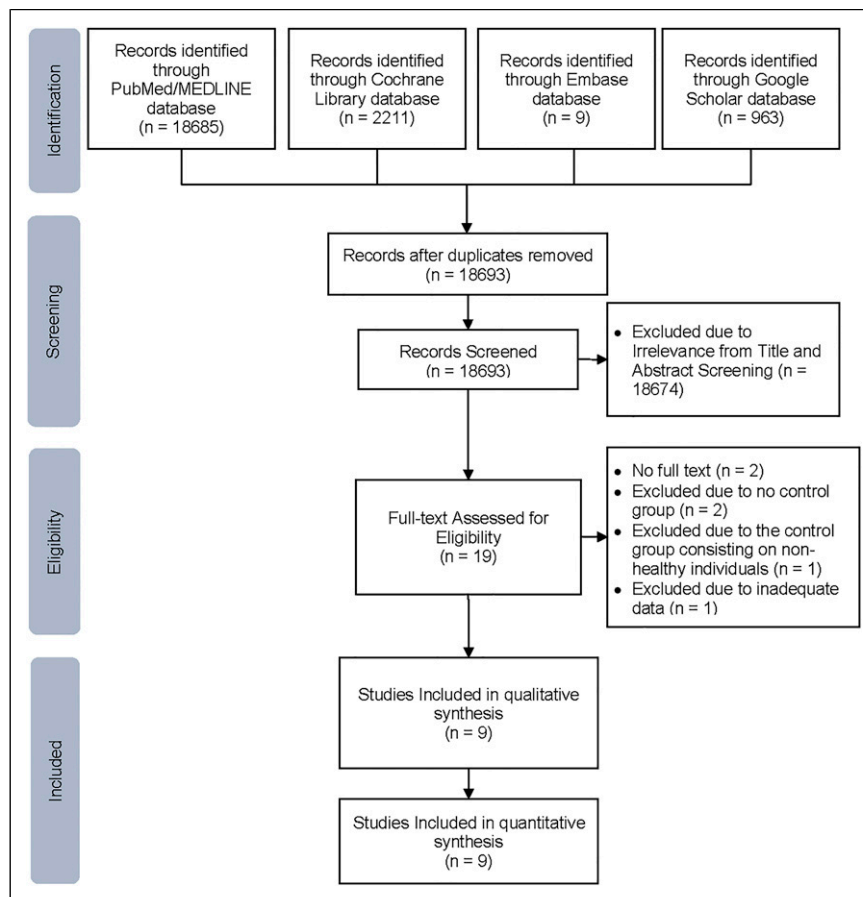 Identification
Records identified
through
PubMed/MEDLINE
database
(n = 18685)
Records identified
through Cochrane
Library database
(n = 2211)
Records identified
through Embase
database
(n = 9)
Records identified
through Google
Scholar database
(n = 963)
Screening
Records after duplicates removed
(n = 18693)
Records Screened
(n = 18693)
• Excluded due to
Irrelevance from Title and
Abstract Screening (n =
18674)
Eligibility
Full-text Assessed for
Eligibility
(n = 19)
• No full text (n = 2)
• Excluded due to no control
group (n = 2)
• Excluded due to the control
group consisting on non-
healthy individuals (n = 1)
• Excluded due to inadequate
data (n = 1)
Included
Studies Included in qualitative
synthesis
(n = 9)
Studies Included in quantitative
synthesis
(n = 9)